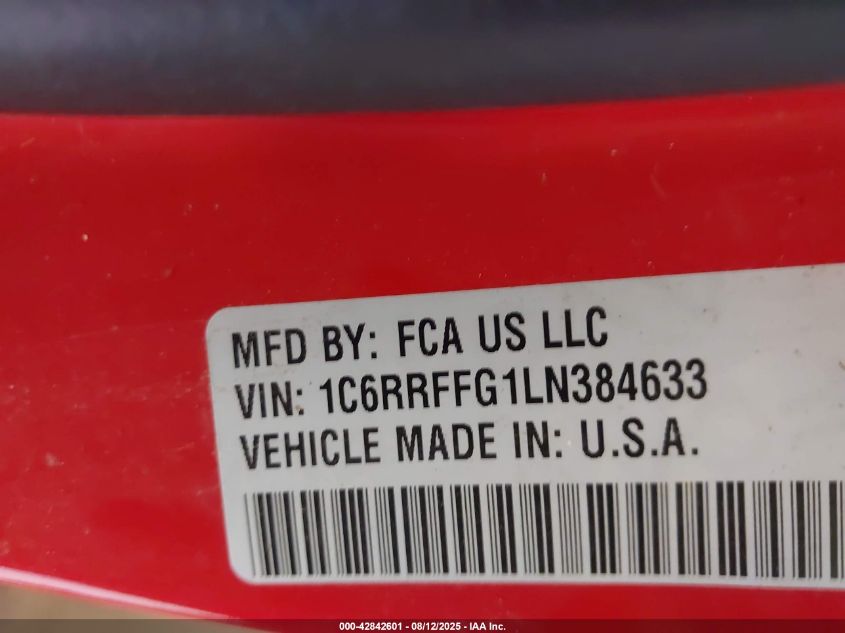 MFD BY: FCA US LLC
VIN: 1C6RRFFG1LN384633
VEHICLE MADE IN: U.S.A.
000-42842601 - 08/12/2025 - IAA Inc.